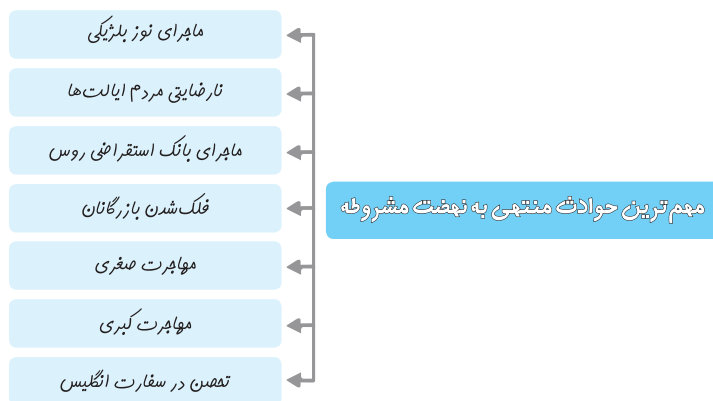 مهم‌ترین حوادث منتهی به نهضت مشروطه
ماجرای نوز بلژیکی
نارضایتی مردم ایالت‌ها
ماجرای بانک استقراضی روس
فلک‌شدن بازرگانان
مهاجرت صغری
مهاجرت کبری
تحصن در سفارت انگلیس